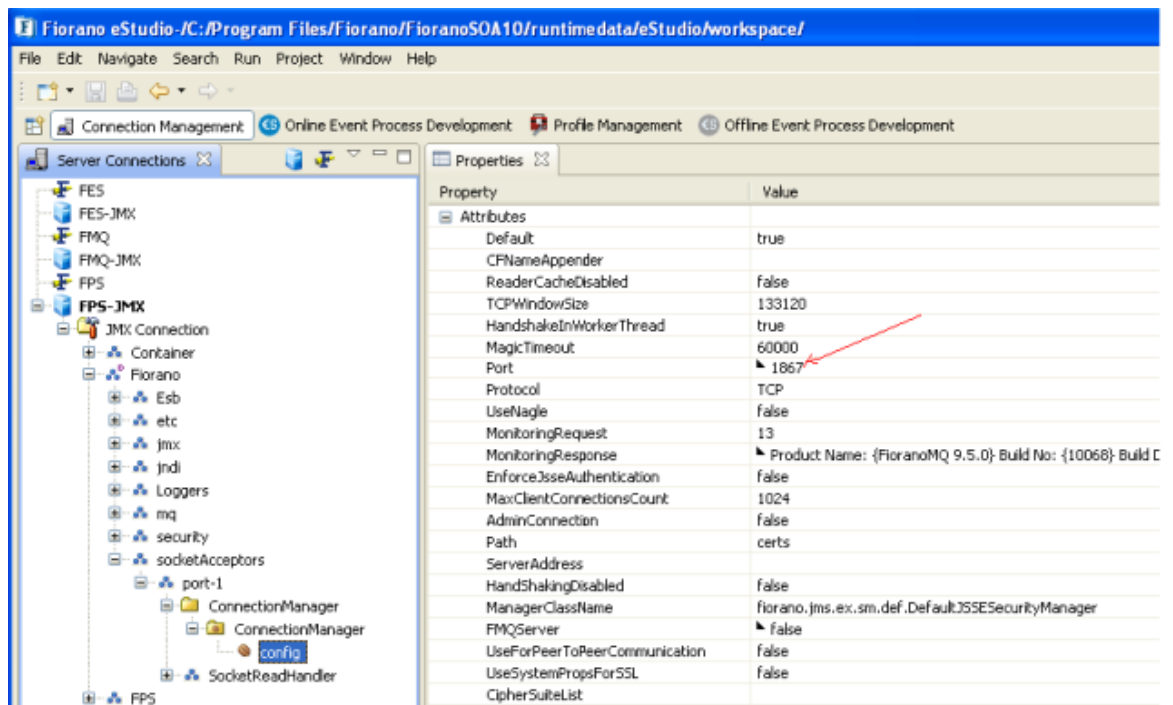 Fiorano eStudio-/C:/Program Files/Fiorano/FioranoSOA10/runtimedata/eStudio/workspace/
File Edit Navigate Search Run Project Window Help
Connection Management Online Event Process Development Profile Management Offline Event Process Development
Server Connections
FES
FES-JMX
FMQ
FMQ-JMX
FPS
FPS-JMX
JMX Connection
Container
Fiorano
Esb
etc
jmx
jndi
Loggers
mq
security
socketAcceptors
port-1
ConnectionManager
ConnectionManager
config
SocketReadHandler
FPS
Properties
Property Value
Attributes
Default true
CFNameAppender
ReaderCacheDisabled false
TCPWindowSize 133120
HandshakeInWorkerThread true
MagicTimeout 60000
Port 1867
Protocol TCP
UseNagle false
MonitoringRequest 13
MonitoringResponse Product Name: {FioranoMQ 9.5.0} Build No: {10068} Build D
EnforceJsseAuthentication false
MaxClientConnectionsCount 1024
AdminConnection false
Path certs
ServerAddress
HandShakingDisabled false
ManagerClassName fiorano.jms.ex.sm.def.DefaultJSSESecurityManager
FMQServer false
UseForPeerToPeerCommunication false
UseSystemPropsForSSL false
CipherSuiteList